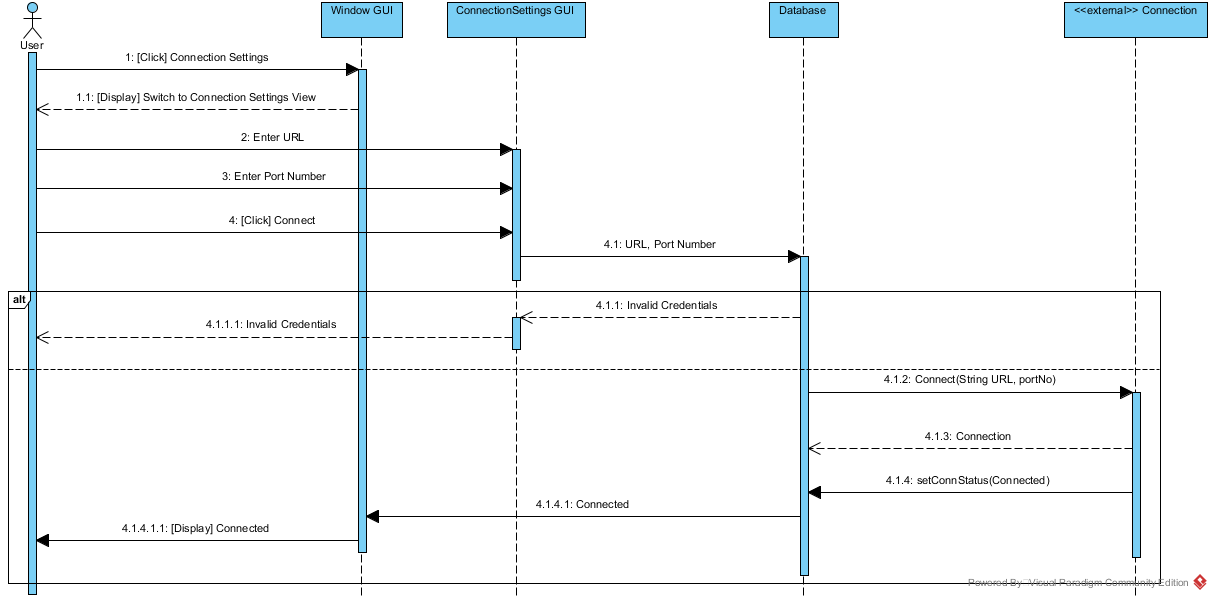 Window GUI
ConnectionSettings GUI
Database
<<external>> Connection
User
1: [Click] Connection Settings
1.1: [Display] Switch to Connection Settings View
2: Enter URL
3: Enter Port Number
4: [Click] Connect
4.1: URL, Port Number
alt
4.1.1: Invalid Credentials
4.1.1.1: Invalid Credentials
4.1.2: Connect(String URL, portNo)
4.1.3: Connection
4.1.4: setConnStatus(Connected)
4.1.4.1: Connected
4.1.4.1.1: [Display] Connected
Powered By Visual Paradigm Community Edition